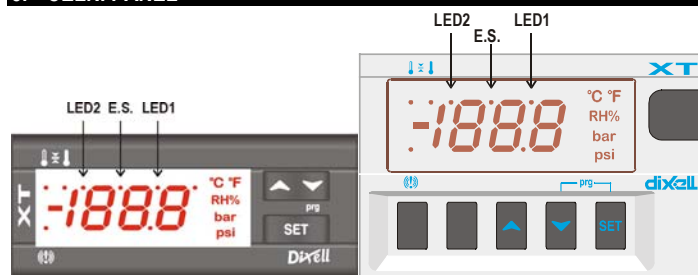 LED2 LED1
E.S.
XT
°C °F
-188.8
RH%
bar
psi
prg
dixell
SET
LED2 E.S. LED1
XT
°C °F
-188.8
RH%
bar
psi
prg
SET
Dixell